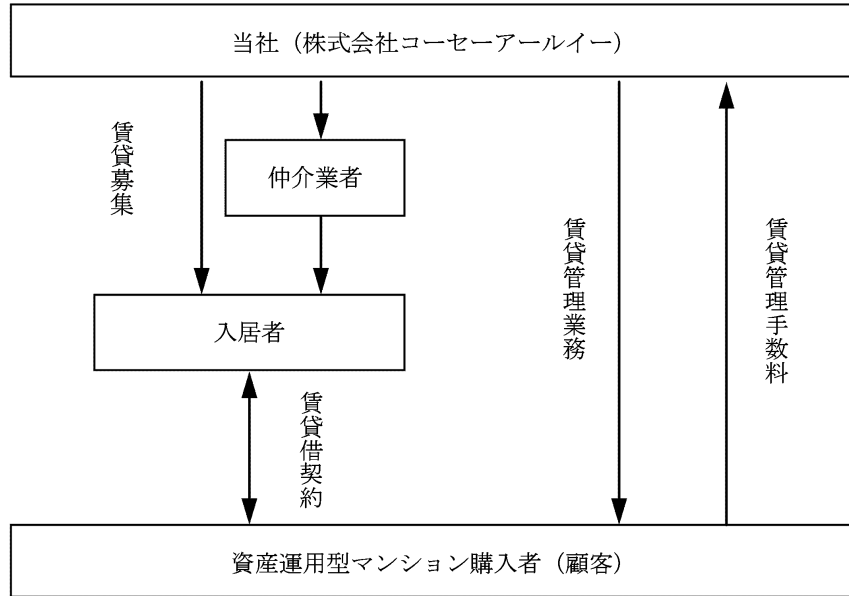 当社（株式会社コーセーアールイー）
賃貸募集
仲介業者
入居者
賃貸管理業務
賃貸管理手数料
賃貸借契約
資産運用型マンション購入者（顧客）